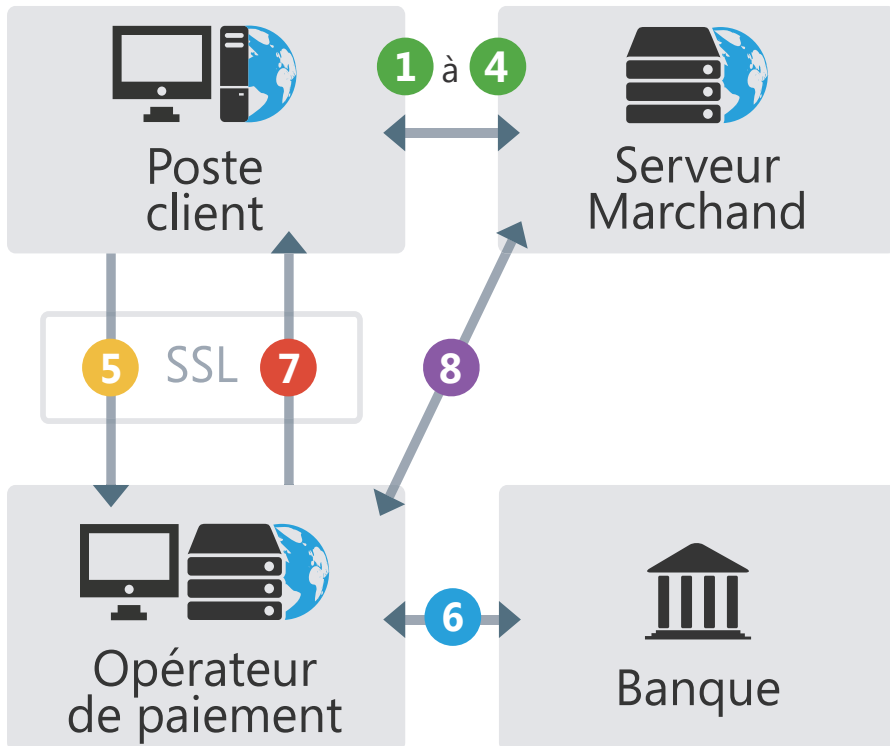 1 à 4
Poste
client
Serveur
Marchand
5 SSL 7
8
Opérateur
de paiement
6
Banque